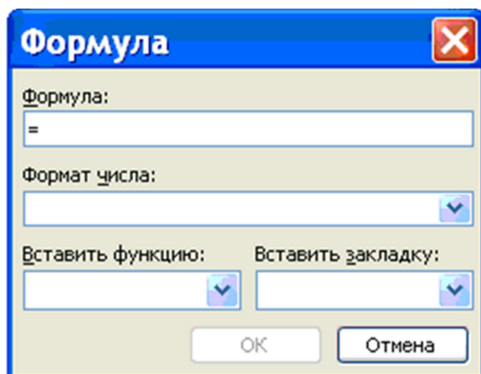 Формула
Формула:
=
Формат числа:
Вставить функцию: Вставить закладку:
ОК Отмена